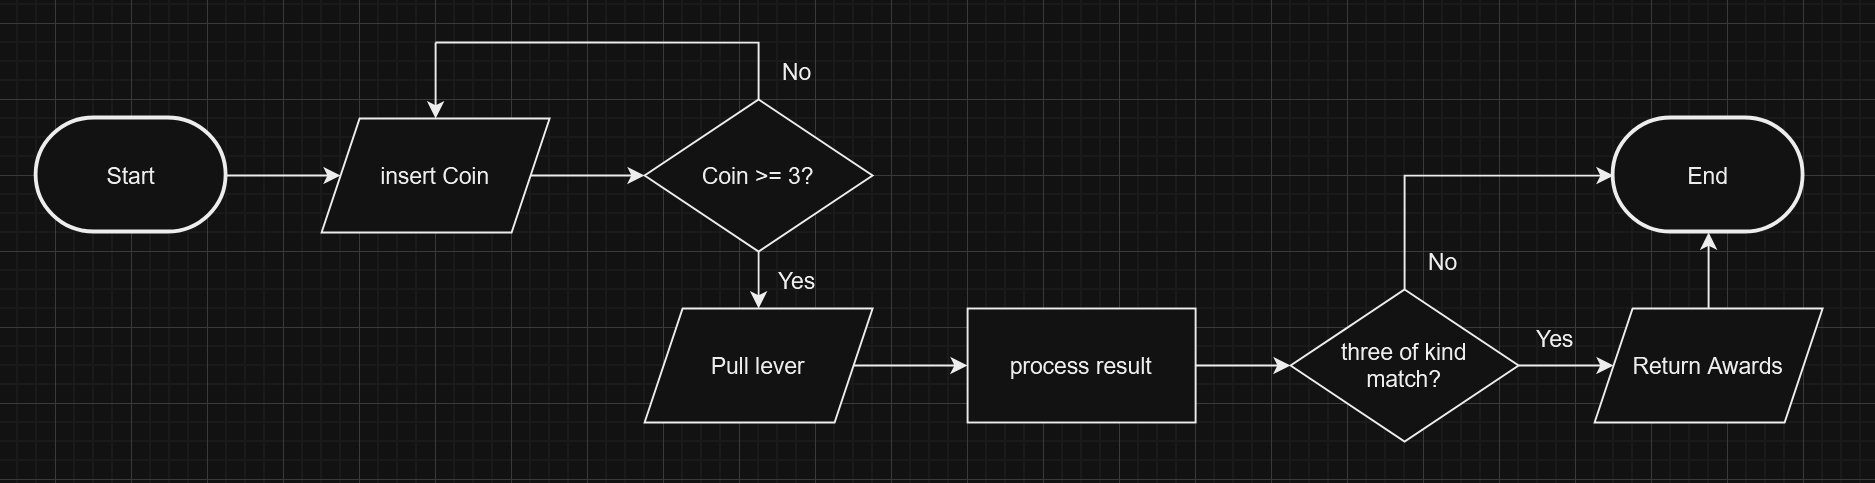 Start
insert Coin
Coin >= 3?
No
Yes
Pull lever
process result
three of kind
match?
No
Yes
Return Awards
End